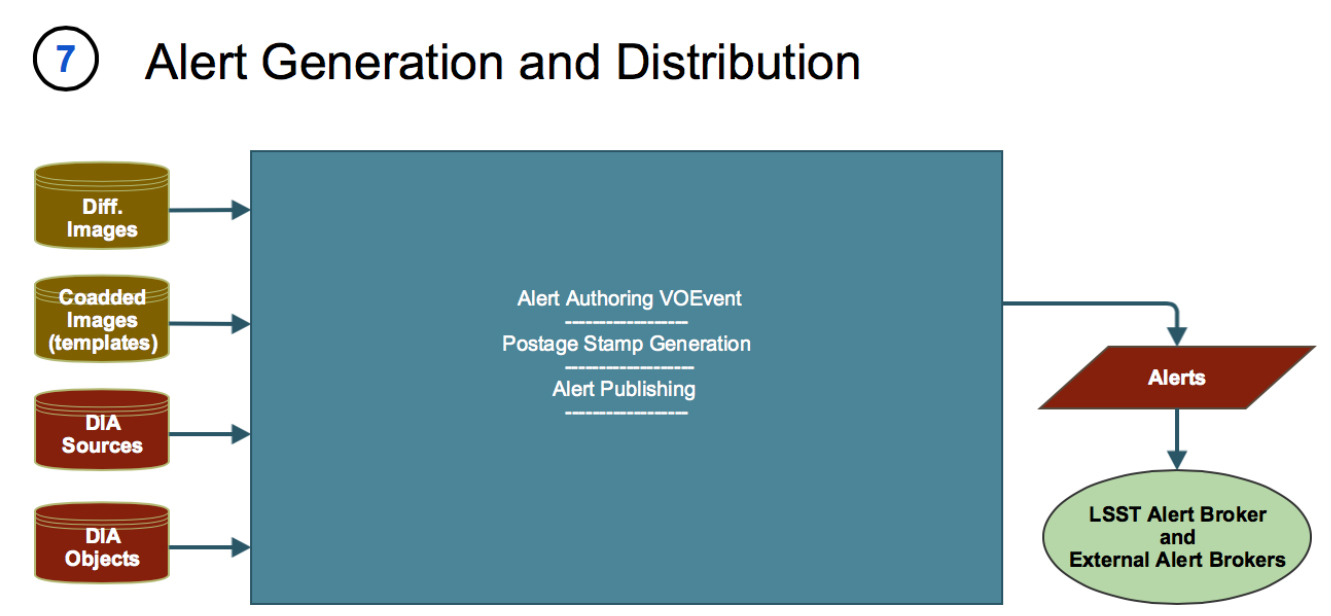 7 Alert Generation and Distribution
Diff.
Images
Coadded
Images
(templates)
DIA
Sources
DIA
Objects
Alert Authoring VOEvent
--------------------
Postage Stamp Generation
---------------------
Alert Publishing
--------------------
Alerts
LSST Alert Broker
and
External Alert Brokers